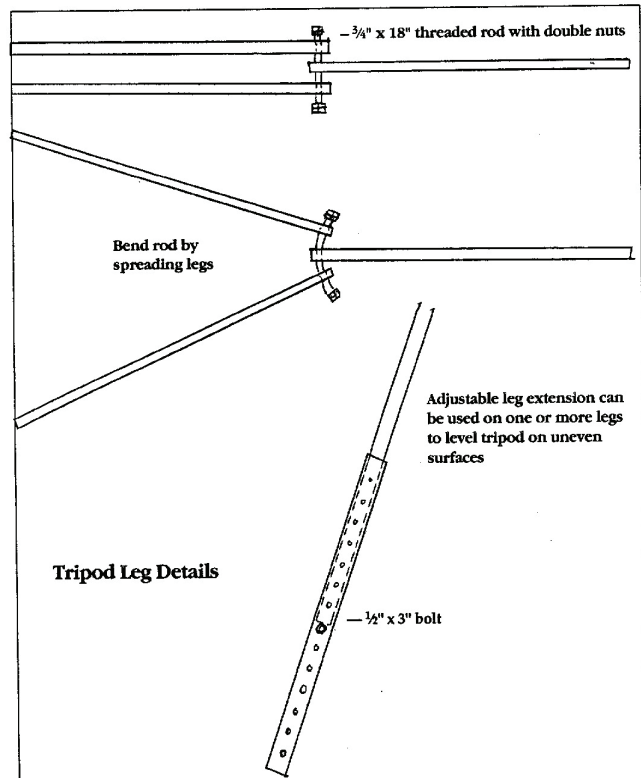 – ¾" x 18" threaded rod with double nuts
Bend rod by
spreading legs
Adjustable leg extension can
be used on one or more legs
to level tripod on uneven
surfaces
Tripod Leg Details
– ½" x 3" bolt